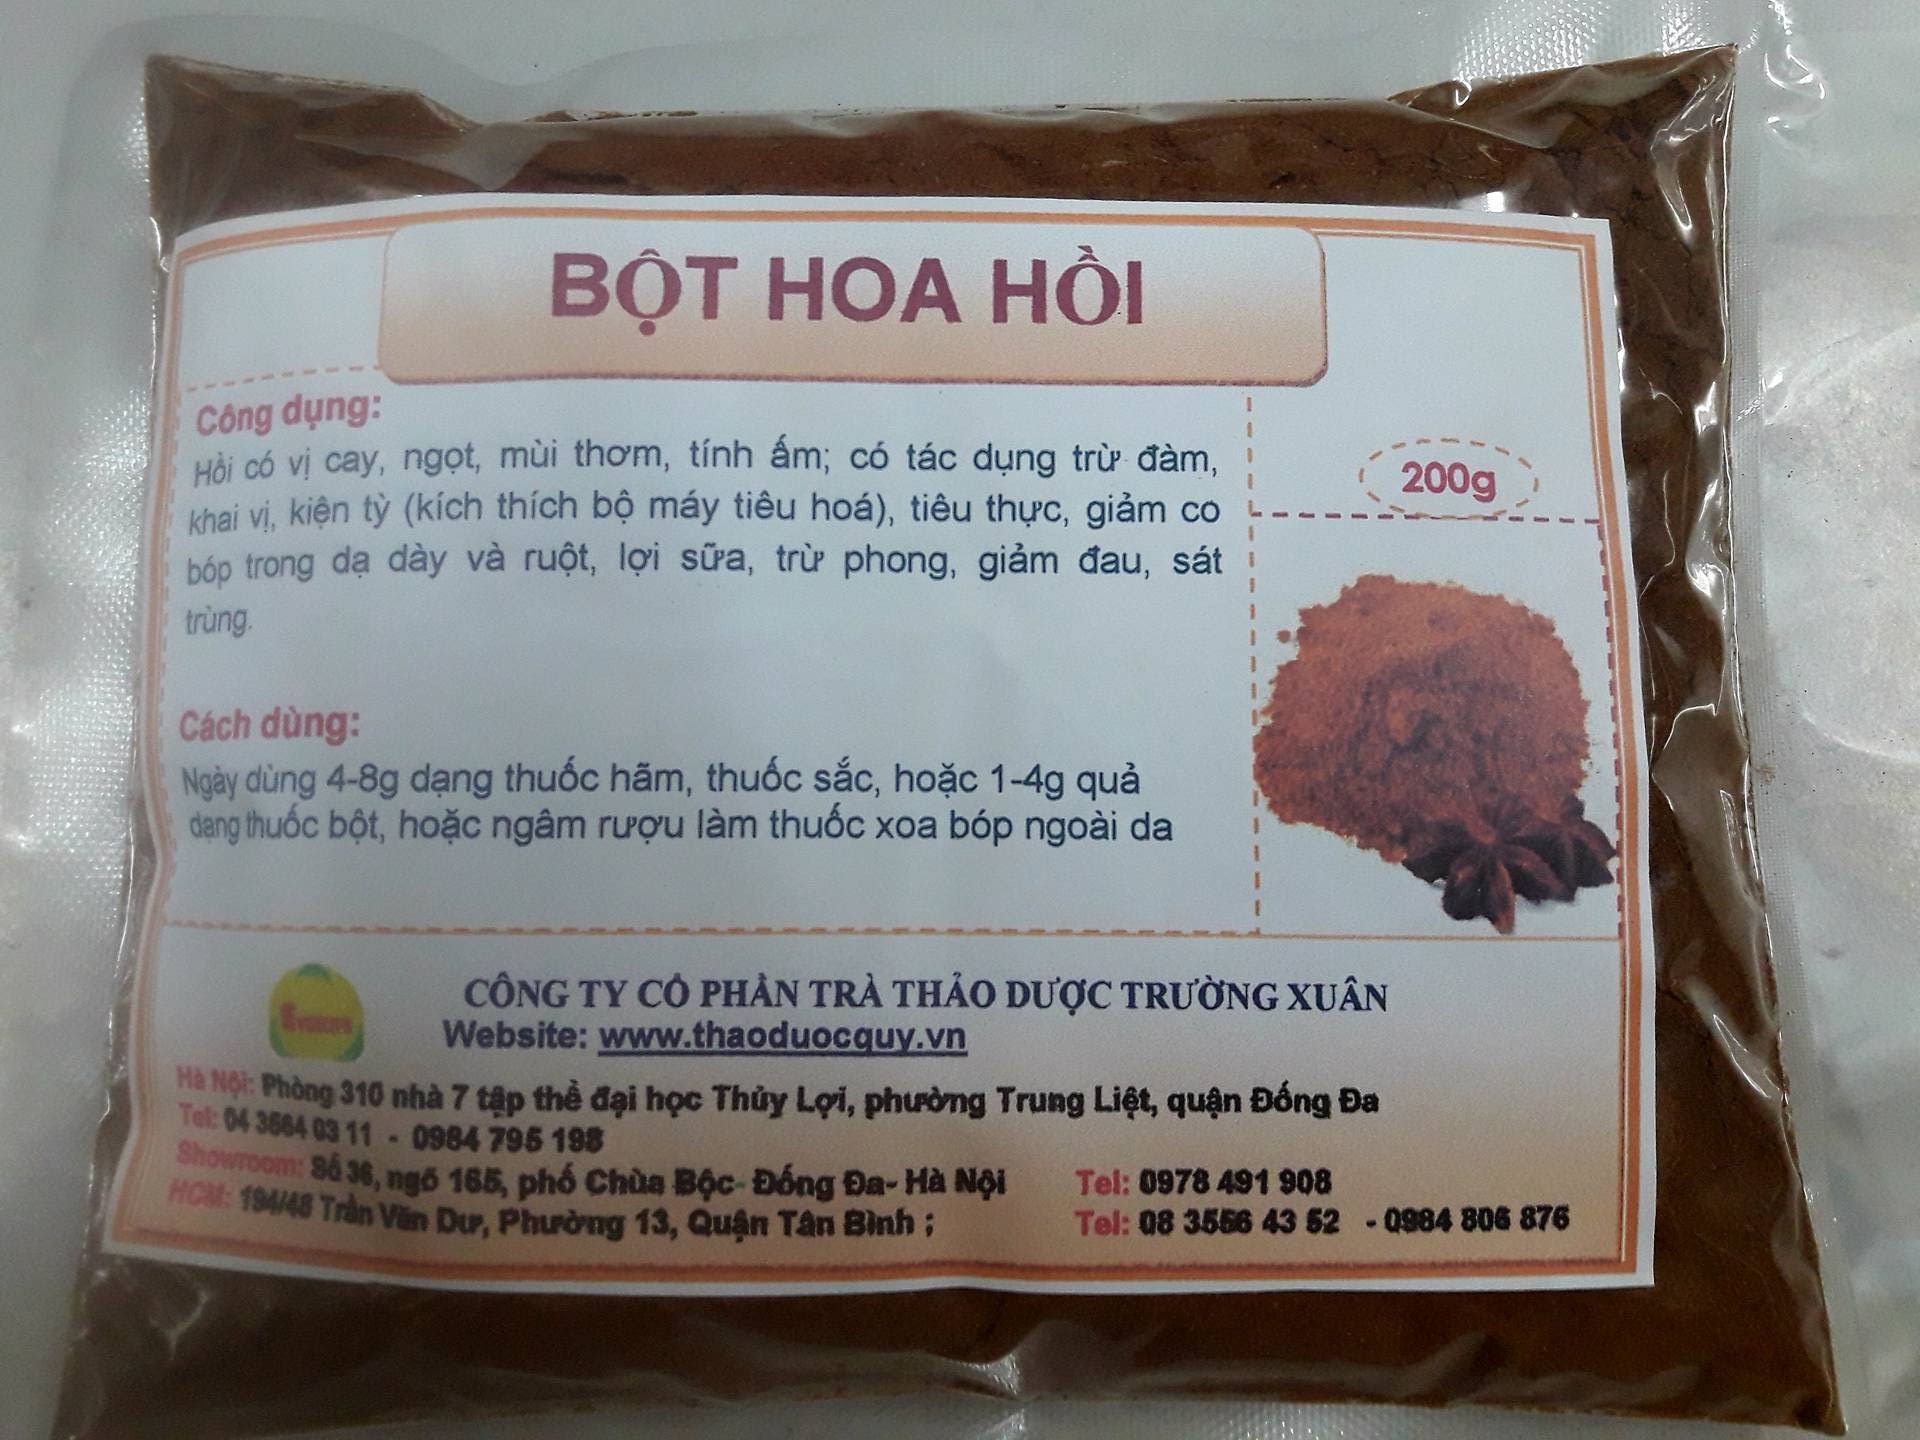 BỘT HOA HỒI
Công dụng:
Hồi có vị cay, ngọt, mùi thơm, tính ấm; có tác dụng trừ đàm,
khai vị, kiện tỳ (kích thích bộ máy tiêu hoá), tiêu thực, giảm co
bóp trong dạ dày và ruột, lợi sữa, trừ phong, giảm đau, sát
trùng.
200g
Cách dùng:
Ngày dùng 4-8g dạng thuốc hãm, thuốc sắc, hoặc 1-4g quả
dạng thuốc bột, hoặc ngâm rượu làm thuốc xoa bóp ngoài da
CÔNG TY CỔ PHẦN TRÀ THẢO DƯỢC TRƯỜNG XUÂN
Website: www.thaoduocquy.vn
Hà Nội: Phòng 310 nhà 7 tập thể đại học Thủy Lợi, phường Trung Liệt, quận Đống Đa
Tel: 04 3564 03 11 - 0984 795 198
Showroom: Số 36, ngõ 165, phố Chùa Bộc- Đống Đa- Hà Nội Tel: 0978 491 908
HCM: 194/48 Trần Văn Dư, Phường 13, Quận Tân Bình ; Tel: 08 3556 43 52 - 0984 806 876